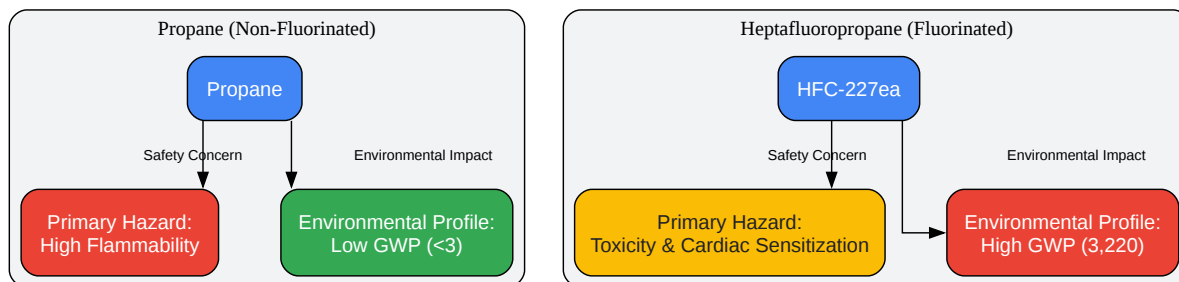 Propane (Non-Fluorinated)
Propane
Safety Concern
Environmental Impact
Primary Hazard:
High Flammability
Environmental Profile:
Low GWP (<3)
Heptafluoropropane (Fluorinated)
HFC-227ea
Safety Concern
Environmental Impact
Primary Hazard:
Toxicity & Cardiac Sensitization
Environmental Profile:
High GWP (3,220)